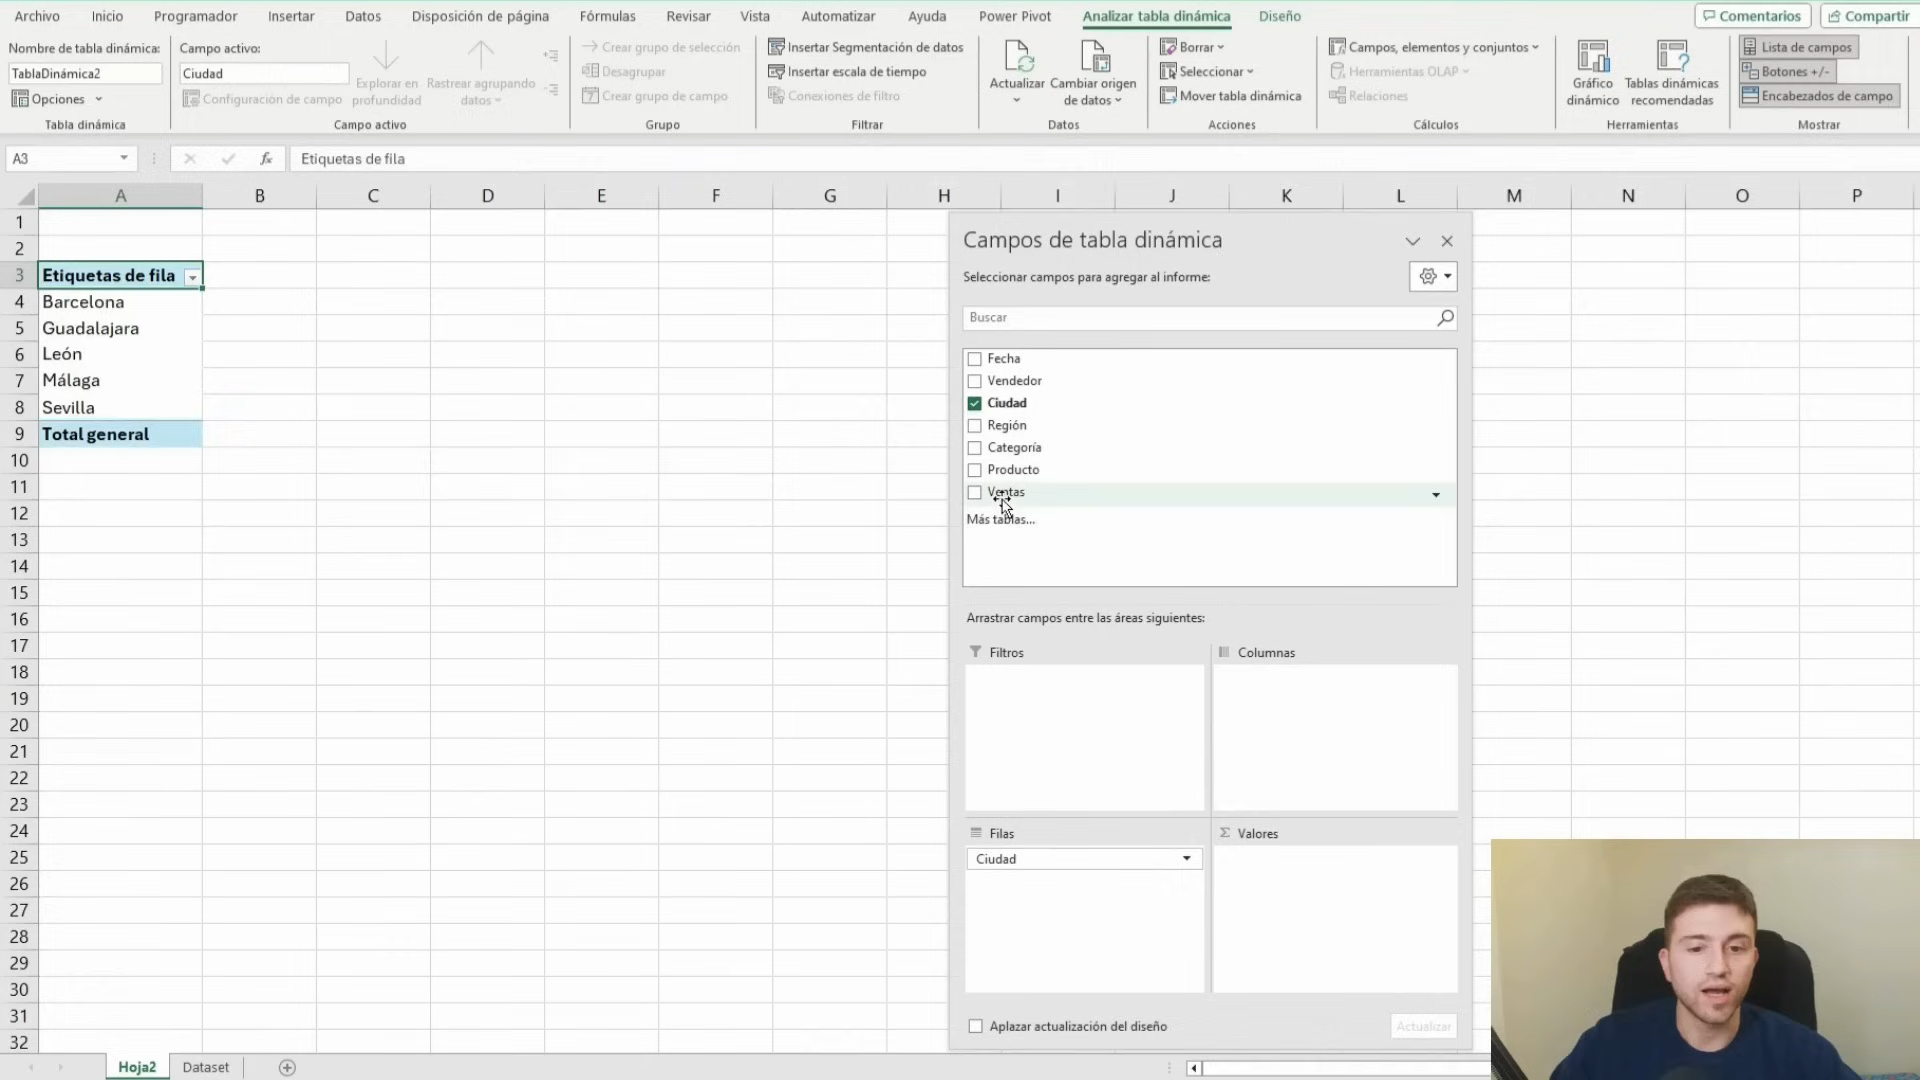 Archivo Inicio Programador Insertar Datos Disposición de página Fórmulas Revisar Vista Automatizar Ayuda Power Pivot Analizar tabla dinámica Diseño Comentarios Compartir
Nombre de tabla dinámica:
TablaDinámica2
Opciones
Tabla dinámica
Campo activo:
Ciudad
Configuración de campo
Explorar en profundidad
Rastrear agrupando datos
Campo activo
Crear grupo de selección
Desagrupar
Crear grupo de campo
Grupo
Insertar Segmentación de datos
Insertar escala de tiempo
Conexiones de filtro
Filtrar
Actualizar
Cambiar origen de datos
Datos
Borrar
Seleccionar
Mover tabla dinámica
Acciones
Campos, elementos y conjuntos
Herramientas OLAP
Relaciones
Cálculos
Gráfico dinámico
Tablas dinámicas recomendadas
Herramientas
Lista de campos
Botones +/-
Encabezados de campo
Mostrar
A3 fx Etiquetas de fila
A B C D E F G H I J K L M N O P
1
2
3 Etiquetas de fila
4 Barcelona
5 Guadalajara
6 León
7 Málaga
8 Sevilla
9 Total general
10
11
12
13
14
15
16
17
18
19
20
21
22
23
24
25
26
27
28
29
30
31
32
Campos de tabla dinámica
Seleccionar campos para agregar al informe:
Buscar
Fecha
Vendedor
Ciudad
Región
Categoría
Producto
Ventas
Más tablas...
Arrastrar campos entre las áreas siguientes:
Filtros
Columnas
Filas
Ciudad
Σ Valores
Aplazar actualización del diseño
Actualizar
Hoja2 Dataset